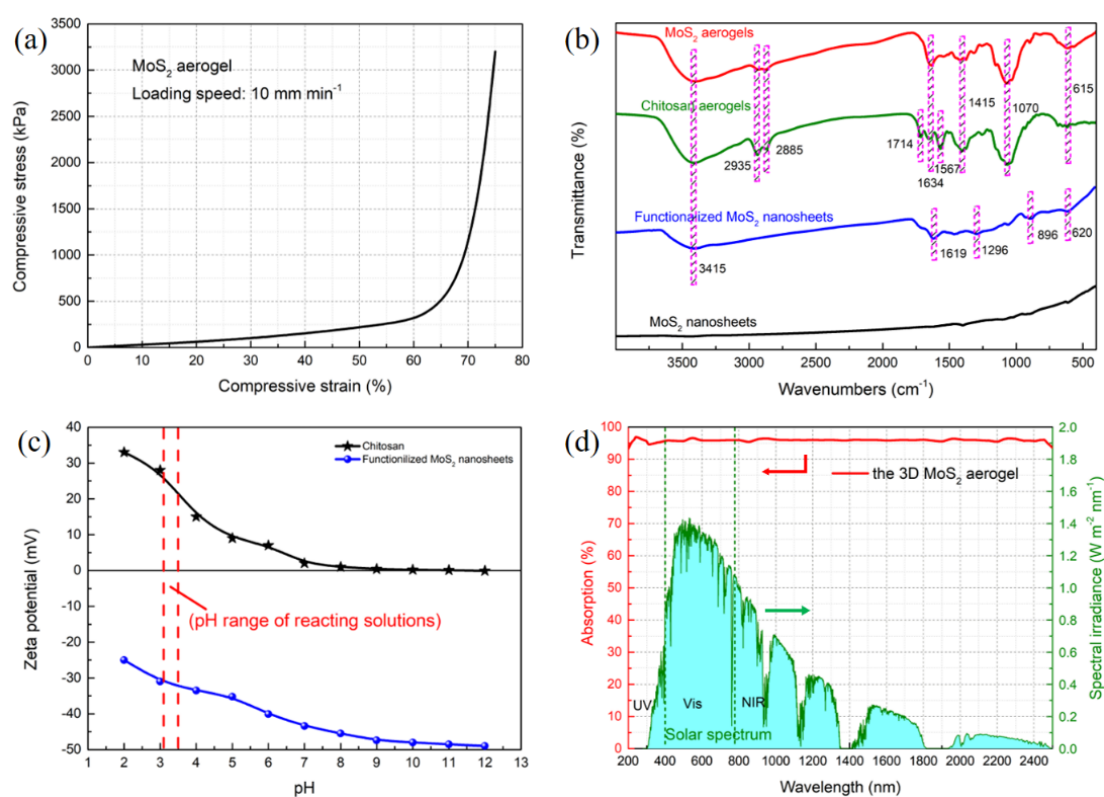 (a)
MoS₂ aerogel
Loading speed: 10 mm min⁻¹
Compressive stress (kPa)
3500
3000
2500
2000
1500
1000
500
0
0 10 20 30 40 50 60 70 80
Compressive strain (%)
(b)
MoS₂ aerogels
Chitosan aerogels
Functionalized MoS₂ nanosheets
MoS₂ nanosheets
1415
1070
615
2935
2885
1714
1634
1567
3415
1619
1296
896
620
Transmittance (%)
3500 3000 2500 2000 1500 1000 500
Wavenumbers (cm⁻¹)
(c)
Chitosan
Functionilized MoS₂ nanosheets
(pH range of reacting solutions)
Zeta potential (mV)
40
30
20
10
0
-10
-20
-30
-40
-50
1 2 3 4 5 6 7 8 9 10 11 12 13
pH
(d)
the 3D MoS₂ aerogel
UV
Vis
NIR
Solar spectrum
Absorption (%)
100
90
80
70
60
50
40
30
20
10
0
2.0
1.8
1.6
1.4
1.2
1.0
0.8
0.6
0.4
0.2
0.0
Spectral irradiance (W m⁻² nm⁻¹)
200 400 600 800 1000 1200 1400 1600 1800 2000 2200 2400
Wavelength (nm)